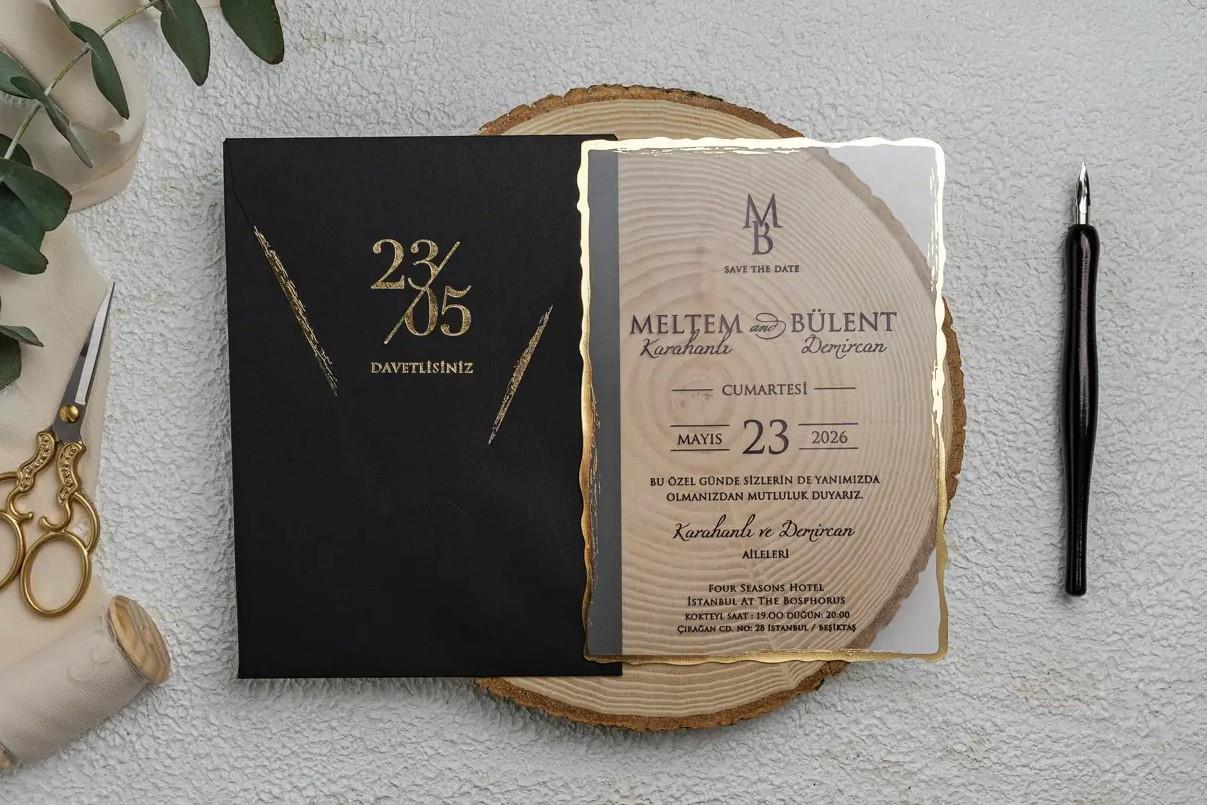 23/05
DAVETLİSİNİZ
MB
SAVE THE DATE
MELTEM and BÜLENT
Karahanlı Demircan
CUMARTESİ
MAYIS 23 2026
BU ÖZEL GÜNDE SİZLERİN DE YANIMIZDA
OLMANIZDAN MUTLULUK DUYARIZ.
Karahanlı ve Demircan
AİLELERİ
FOUR SEASONS HOTEL
İSTANBUL AT THE BOSPHORUS
KOKTEYL SAAT : 19.00 DÜĞÜN: 20:00
ÇIRAĞAN CD. NO: 28 İSTANBUL / BEŞİKTAŞ